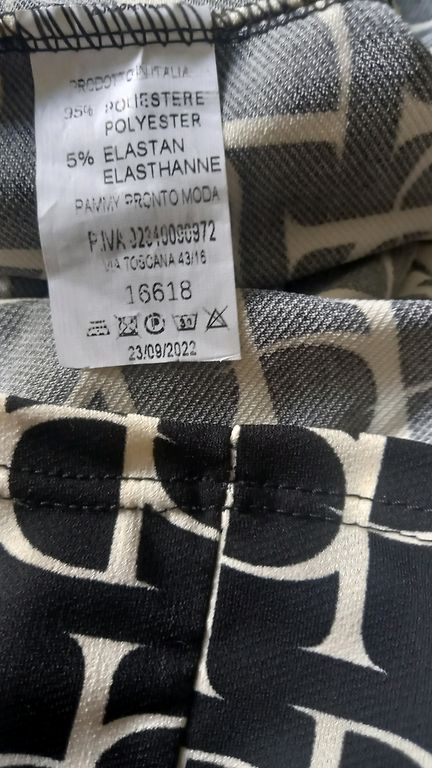 PRODOTTO IN ITALIA
95% POLIESTERE
POLYESTER
5% ELASTAN
ELASTHANNE
PAMMY PRONTO MODA
P.IVA 02340090972
VIA TOSCANA 43/16
16618
23/09/2022